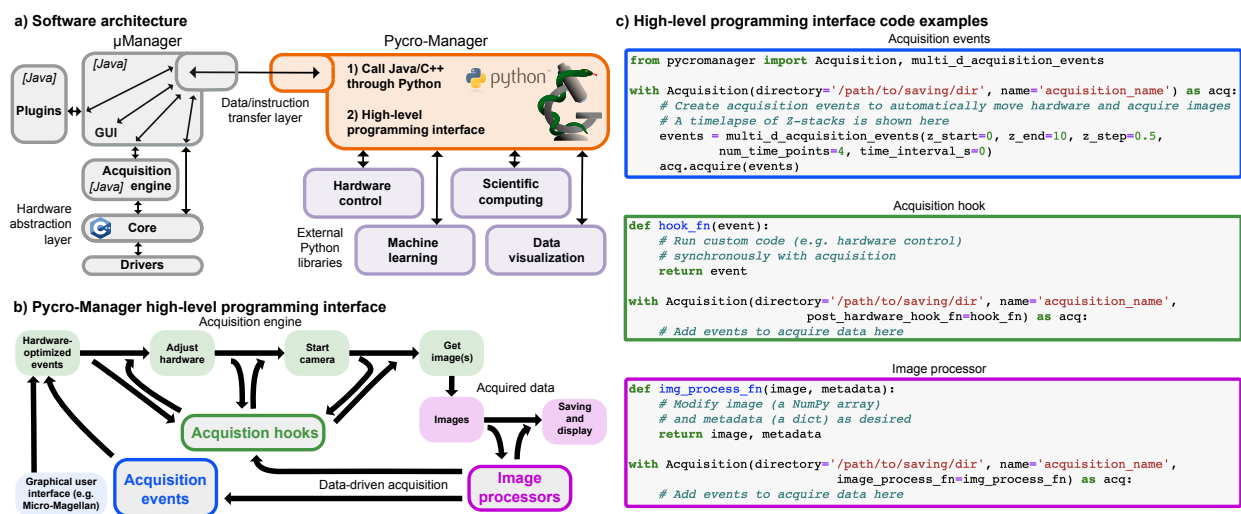 a) Software architecture
µManager
Pycro-Manager
[Java]
Plugins
[Java]
GUI
Data/instruction
transfer layer
1) Call Java/C++
through Python
2) High-level
programming interface
python™
Acquisition
[Java] engine
Hardware
abstraction
layer
Core
Drivers
Hardware
control
Scientific
computing
External
Python
libraries
Machine
learning
Data
visualization
b) Pycro-Manager high-level programming interface
Acquisition engine
Hardware-
optimized
events
Adjust
hardware
Start
camera
Get
image(s)
Acquired data
Images
Saving
and
display
Acquistion hooks
Graphical user
interface (e.g.
Micro-Magellan)
Acquisition
events
Data-driven acquisition
Image
processors
c) High-level programming interface code examples
Acquisition events
from pycromanager import Acquisition, multi_d_acquisition_events
with Acquisition(directory='/path/to/saving/dir', name='acquisition_name') as acq:
# Create acquisition events to automatically move hardware and acquire images
# A timelapse of Z-stacks is shown here
events = multi_d_acquisition_events(z_start=0, z_end=10, z_step=0.5,
num_time_points=4, time_interval_s=0)
acq.acquire(events)
Acquisition hook
def hook_fn(event):
# Run custom code (e.g. hardware control)
# synchronously with acquisition
return event
with Acquisition(directory='/path/to/saving/dir', name='acquisition_name',
post_hardware_hook_fn=hook_fn) as acq:
# Add events to acquire data here
Image processor
def img_process_fn(image, metadata):
# Modify image (a NumPy array)
# and metadata (a dict) as desired
return image, metadata
with Acquisition(directory='/path/to/saving/dir', name='acquisition_name',
image_process_fn=img_process_fn) as acq:
# Add events to acquire data here